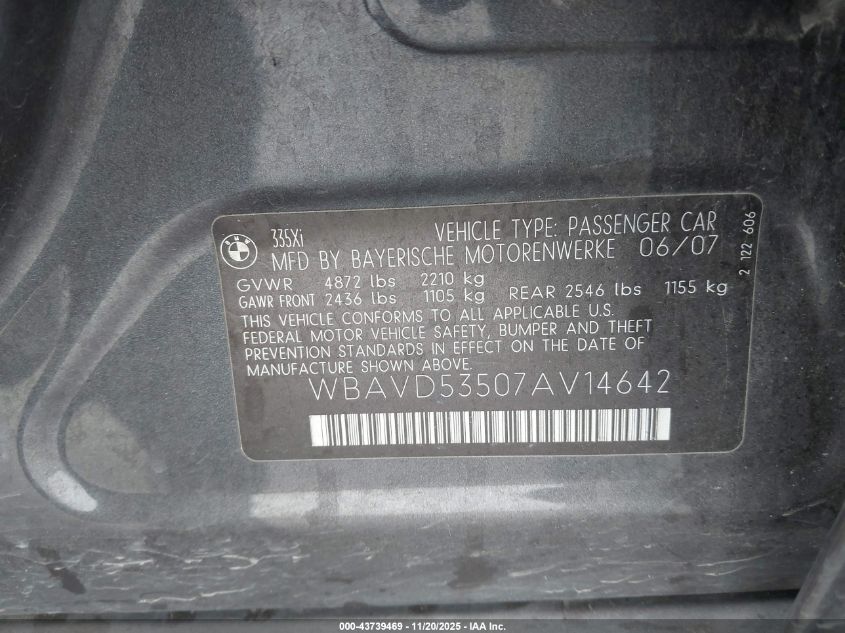 BMW
335Xi VEHICLE TYPE: PASSENGER CAR
MFD BY BAYERISCHE MOTORENWERKE 06/07
GVWR 4872 lbs 2210 kg
GAWR FRONT 2436 lbs 1105 kg REAR 2546 lbs 1155 kg
THIS VEHICLE CONFORMS TO ALL APPLICABLE U.S.
FEDERAL MOTOR VEHICLE SAFETY, BUMPER AND THEFT
PREVENTION STANDARDS IN EFFECT ON THE DATE OF
MANUFACTURE SHOWN ABOVE.
WBAVD53507AV14642
2 122 606
000-43739469 - 11/20/2025 - IAA Inc.